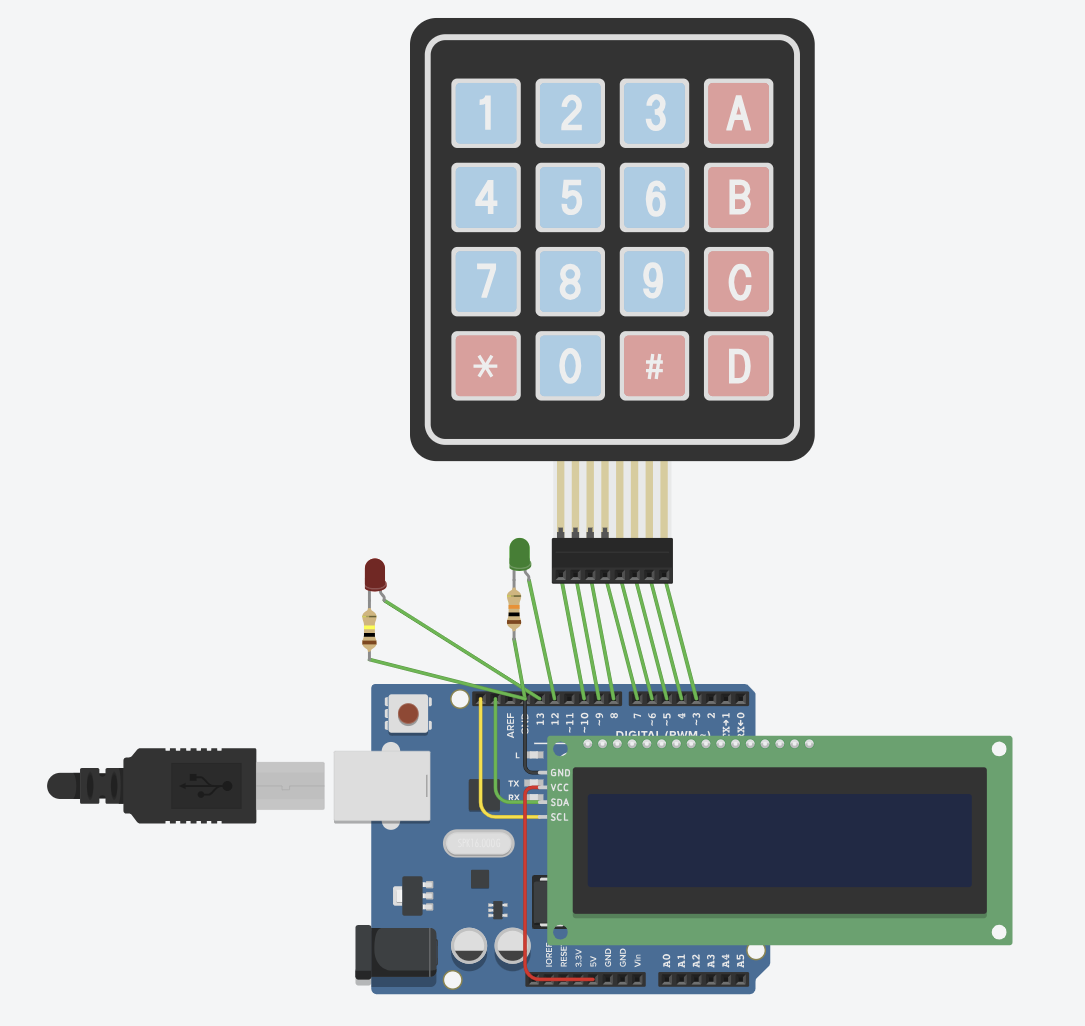 1 2 3 A
4 5 6 B
7 8 9 C
* 0 # D
AREF
GND
13
12
~11
~10
~9
8
7
~6
~5
4
~3
2
DIGITAL (PWM~)
L
TX
RX
GND
VCC
SDA
SCL
RESE
3.3V
5V
GND
GND
Vin
A0
A1
A2
A3
A4
A5